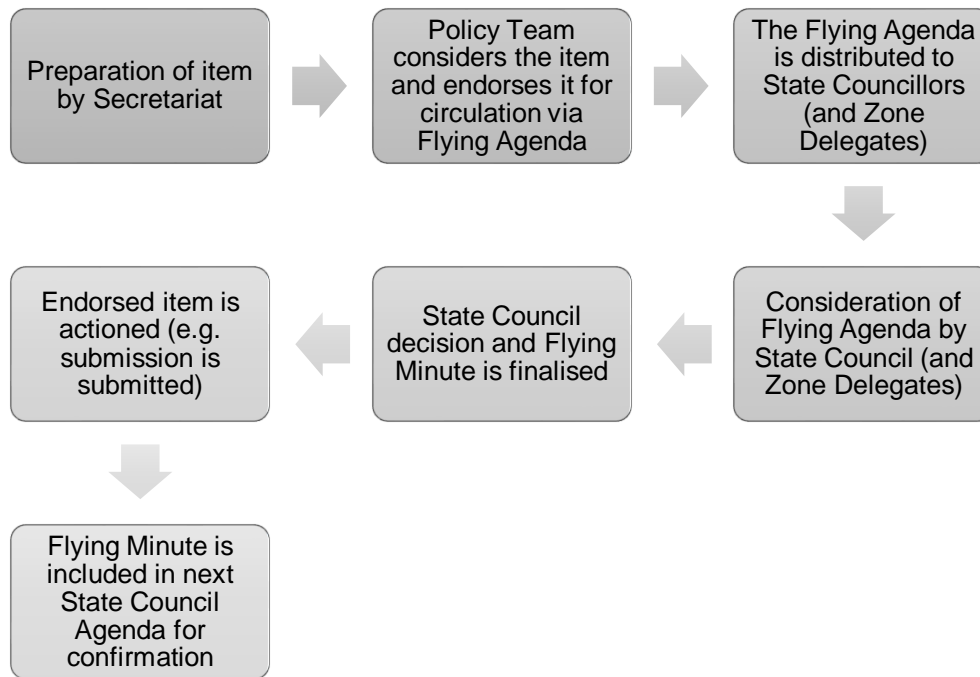 Preparation of item
by Secretariat
Policy Team
considers the item
and endorses it for
circulation via
Flying Agenda
The Flying Agenda
is distributed to
State Councillors
(and Zone
Delegates)
Consideration of
Flying Agenda by
State Council (and
Zone Delegates)
State Council
decision and Flying
Minute is finalised
Endorsed item is
actioned (e.g.
submission is
submitted)
Flying Minute is
included in next
State Council
Agenda for
confirmation